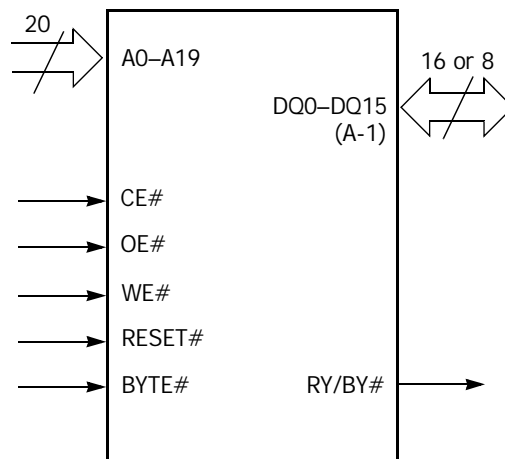 20
A0–A19
16 or 8
DQ0–DQ15
(A-1)
CE#
OE#
WE#
RESET#
BYTE#
RY/BY#